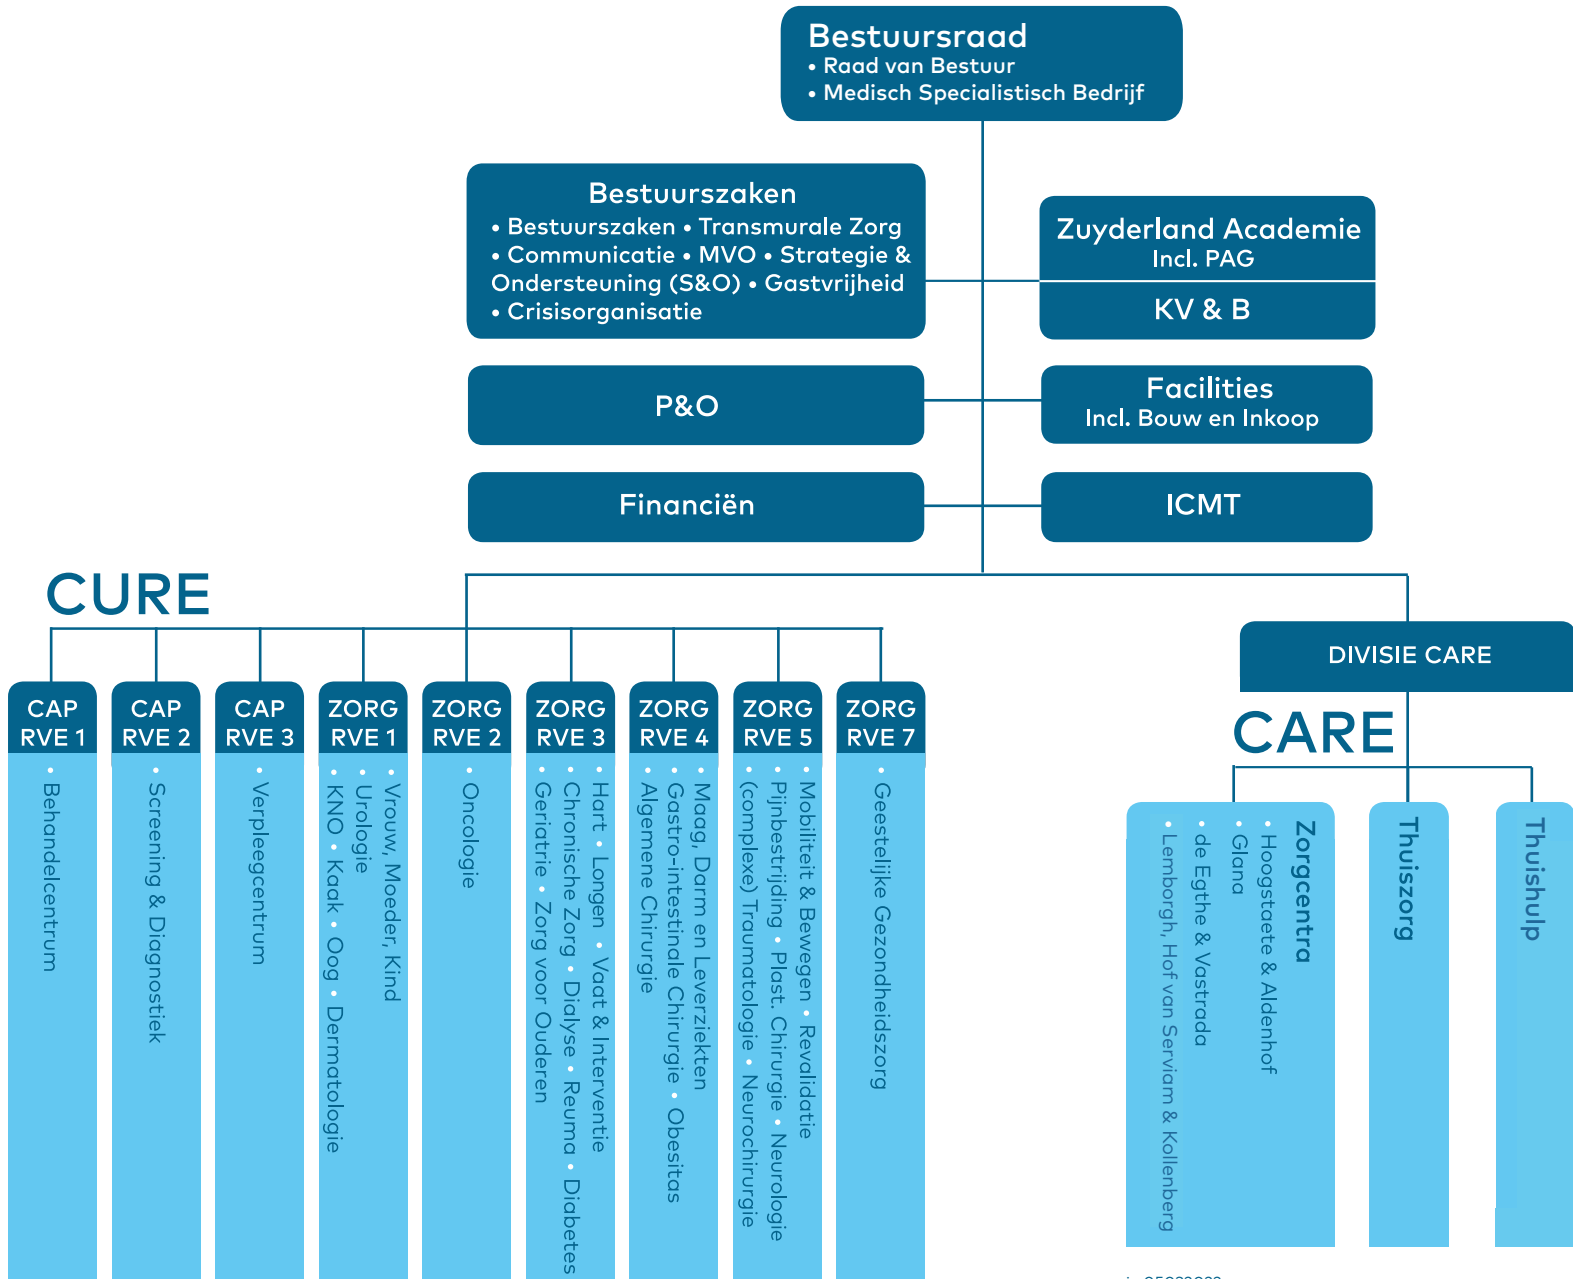 Bestuursraad
• Raad van Bestuur
• Medisch Specialistisch Bedrijf
Bestuurszaken
• Bestuurszaken • Transmurale Zorg
• Communicatie • MVO • Strategie &
Ondersteuning (S&O) • Gastvrijheid
• Crisisorganisatie
Zuyderland Academie
Incl. PAG
KV & B
P&O
Facilities
Incl. Bouw en Inkoop
Financiën
ICMT
CURE
CAP
RVE 1
• Behandelcentrum
CAP
RVE 2
• Screening & Diagnostiek
CAP
RVE 3
• Verpleegcentrum
ZORG
RVE 1
• Vrouw, Moeder, Kind
• Urologie
• KNO • Kaak • Oog • Dermatologie
ZORG
RVE 2
• Oncologie
ZORG
RVE 3
• Hart • Longen • Vaat & Interventie
• Chronische Zorg • Dialyse • Reuma • Diabetes
• Geriatrie • Zorg voor Ouderen
ZORG
RVE 4
• Maag, Darm en Leverziekten
• Gastro-intestinale Chirurgie • Obesitas
• Algemene Chirurgie
ZORG
RVE 5
• Mobiliteit & Bewegen • Revalidatie
• Pijnbestrijding • Plast. Chirurgie • Neurologie
• (complexe) Traumatologie • Neurochirurgie
ZORG
RVE 7
• Geestelijke Gezondheidszorg
DIVISIE CARE
CARE
Zorgcentra
• Hoogstaete & Aldenhof
• Glana
• de Egthe & Vastrada
• Lemborgh, Hof van Serviam & Kollenberg
Thuiszorg
Thuishulp